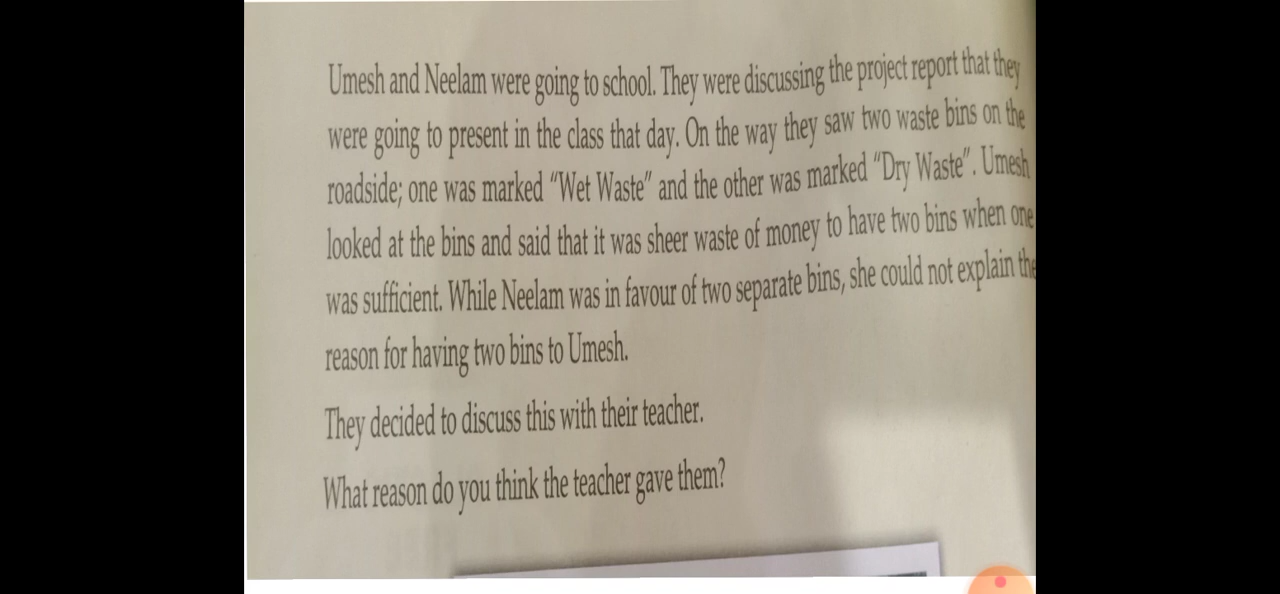 Umesh and Neelam were going to school. They were discussing the project report that they
were going to present in the class that day. On the way they saw two waste bins on the
roadside; one was marked “Wet Waste” and the other was marked “Dry Waste”. Umesh
looked at the bins and said that it was sheer waste of money to have two bins when one
was sufficient. While Neelam was in favour of two separate bins, she could not explain the
reason for having two bins to Umesh.
They decided to discuss this with their teacher.
What reason do you think the teacher gave them?